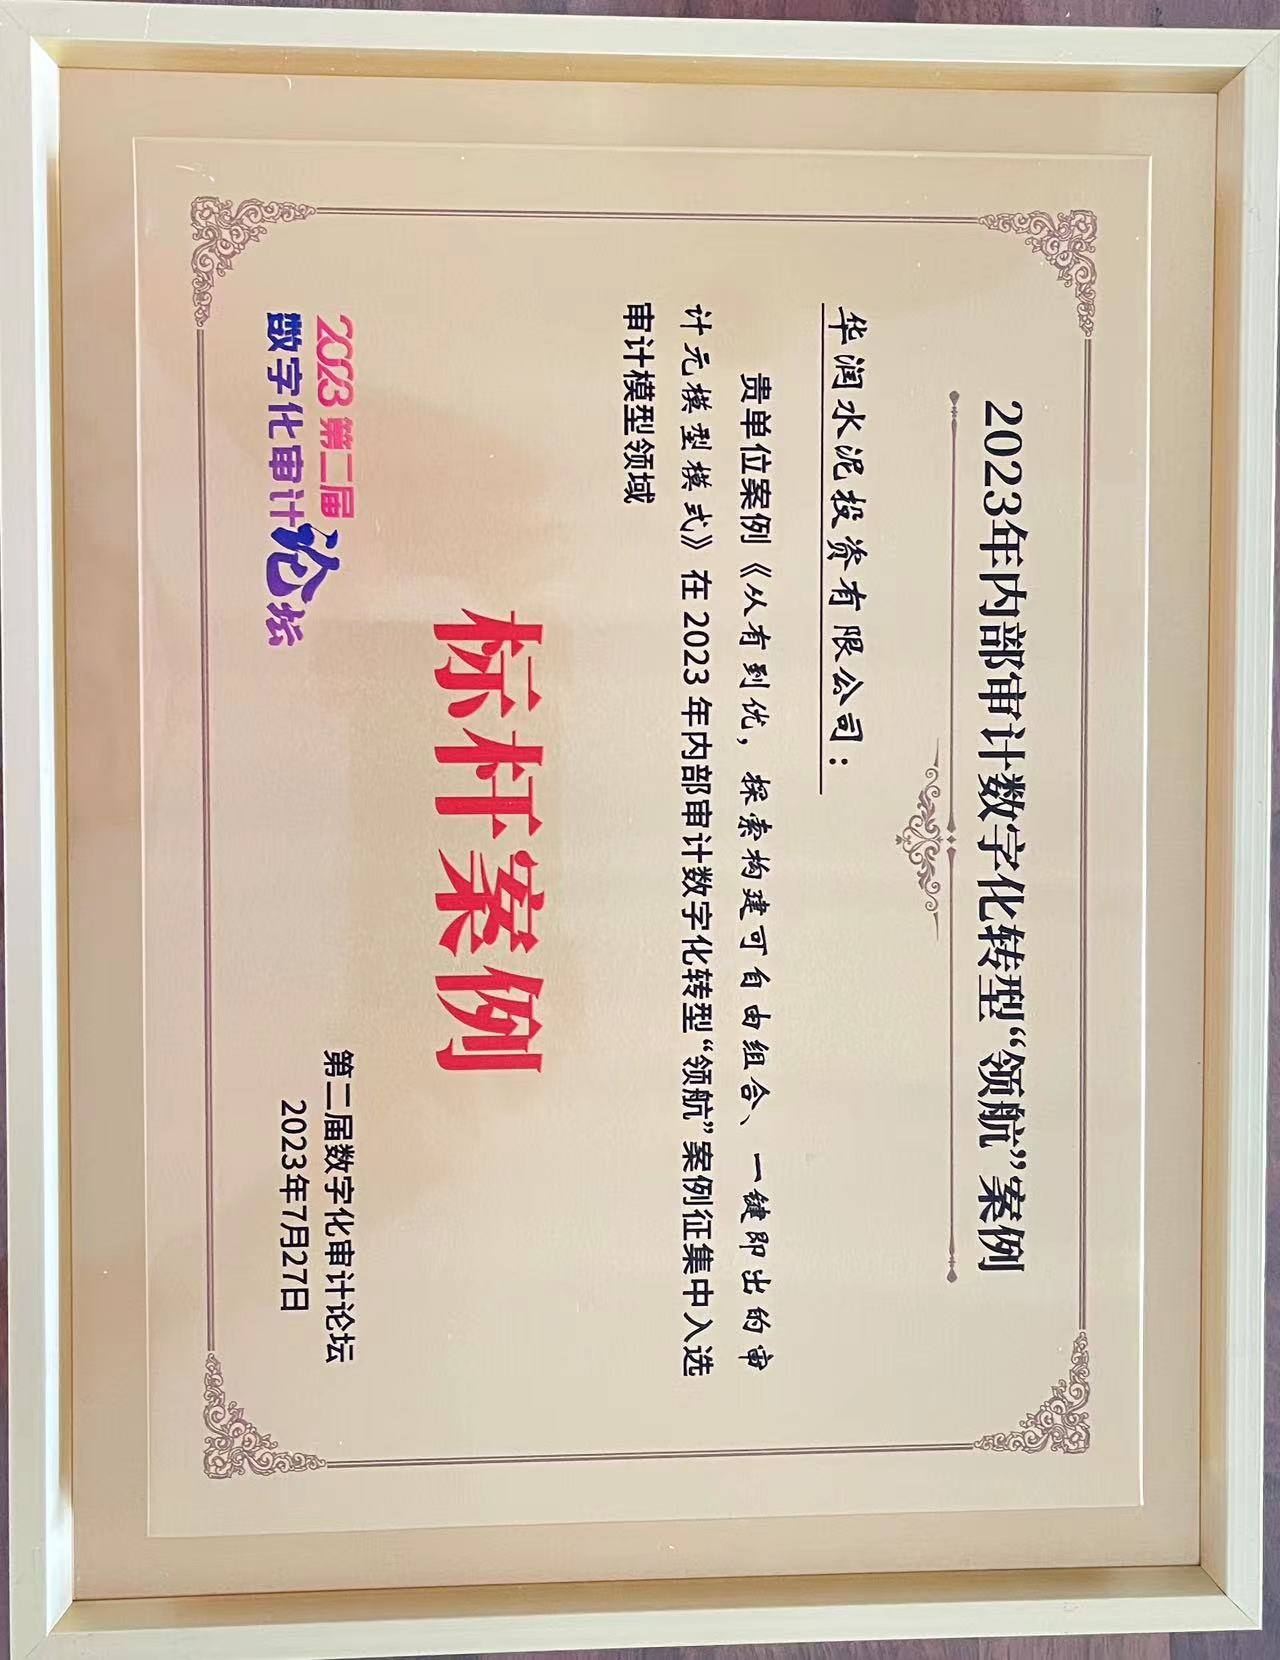 2023年内部审计数字化转型“领航”案例
华润水泥投资有限公司：
贵单位案例《从有到优，探索构建可自由组合、一键即出的审
计元模型模式》在2023年内部审计数字化转型“领航”案例征集中入选
审计模型领域
标杆案例
2023第二届
数字化审计论坛
第二届数字化审计论坛
2023年7月27日